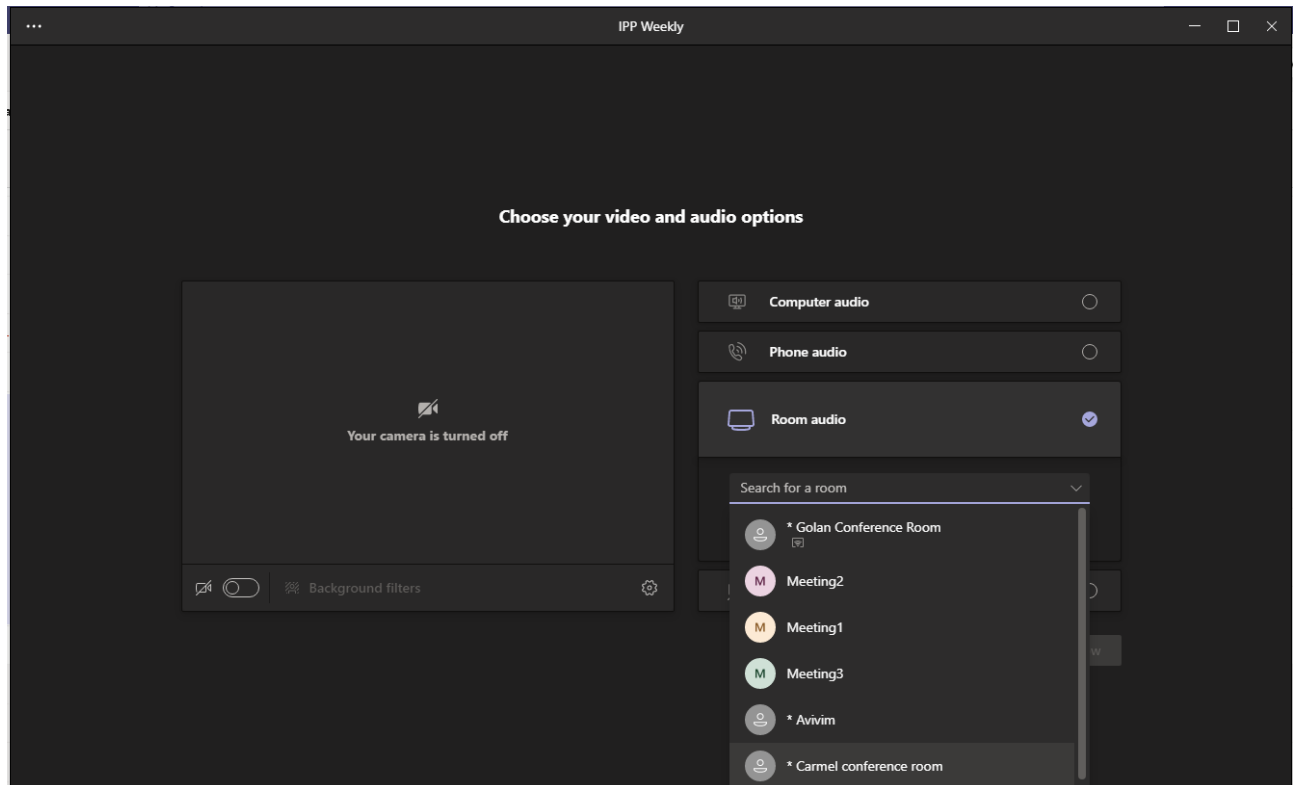 IPP Weekly
Choose your video and audio options
Your camera is turned off
Background filters
Computer audio
Phone audio
Room audio
Search for a room
* Golan Conference Room
M Meeting2
M Meeting1
M Meeting3
* Avivim
* Carmel conference room